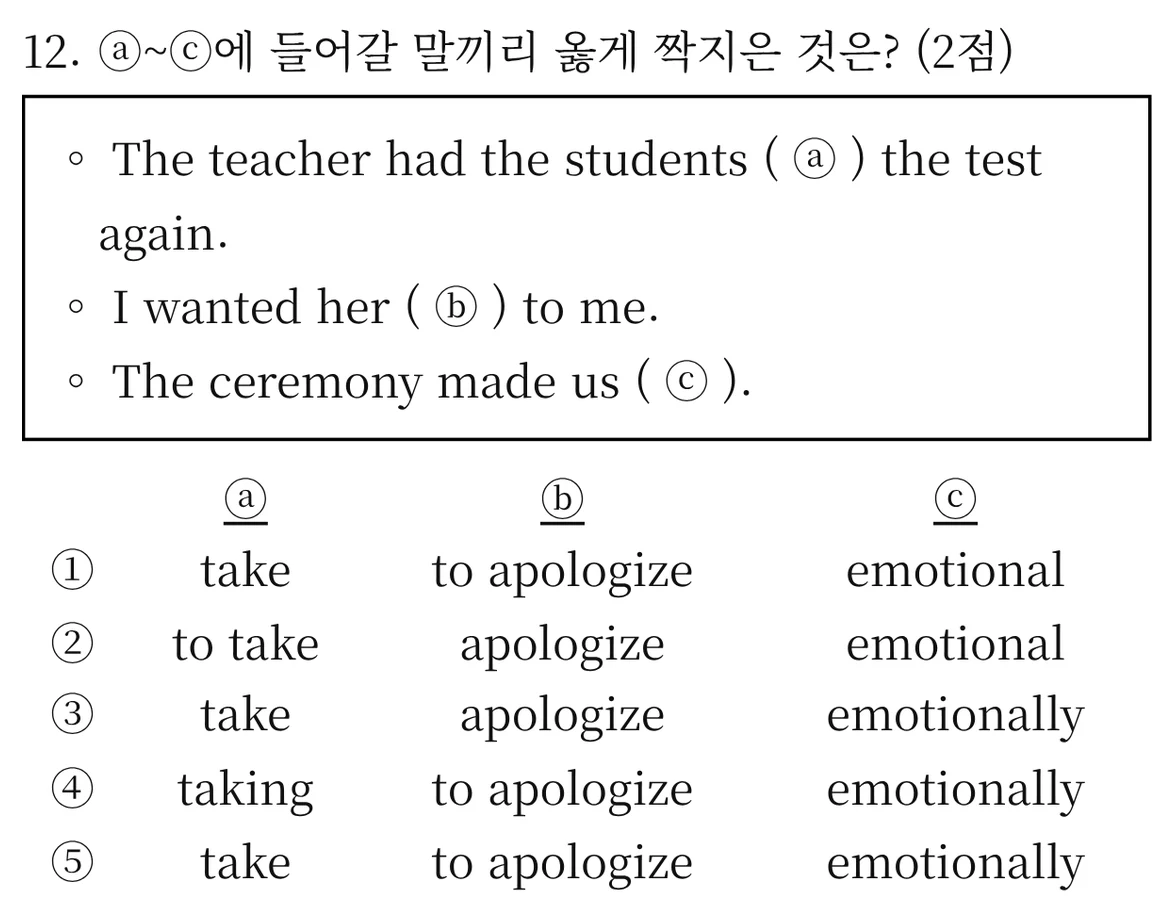 12. ⓐ~ⓒ에 들어갈 말끼리 옳게 짝지은 것은? (2점)
◦ The teacher had the students ( ⓐ ) the test
again.
◦ I wanted her ( ⓑ ) to me.
◦ The ceremony made us ( ⓒ ).
ⓐ ⓑ ⓒ
① take to apologize emotional
② to take apologize emotional
③ take apologize emotionally
④ taking to apologize emotionally
⑤ take to apologize emotionally